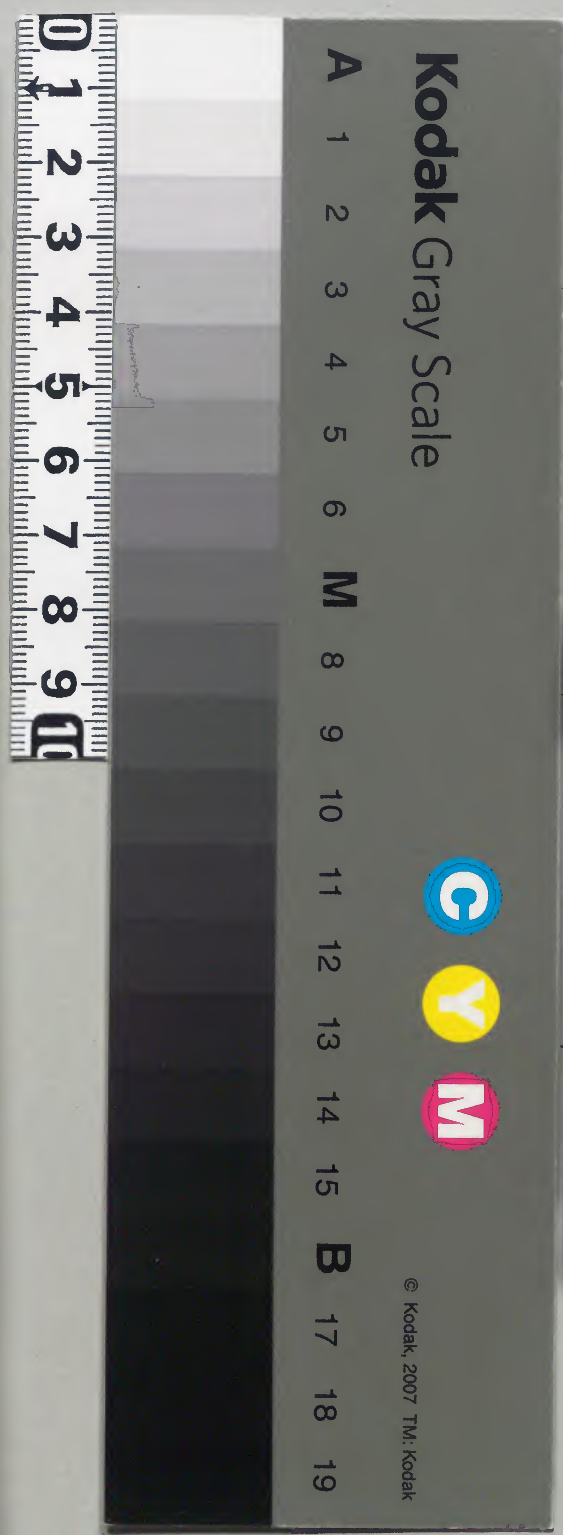 Kodak Gray Scale
A 1 2 3 4 5 6 M 8 9 10 11 12 13 14 15 B 17 18 19
C Y M
© Kodak, 2007 TM: Kodak
0 1 2 3 4 5 6 7 8 9 10